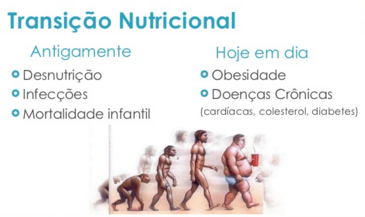 Transição Nutricional
Antigamente
Desnutrição
Infecções
Mortalidade infantil
Hoje em dia
Obesidade
Doenças Crônicas
(cardíacas, colesterol, diabetes)